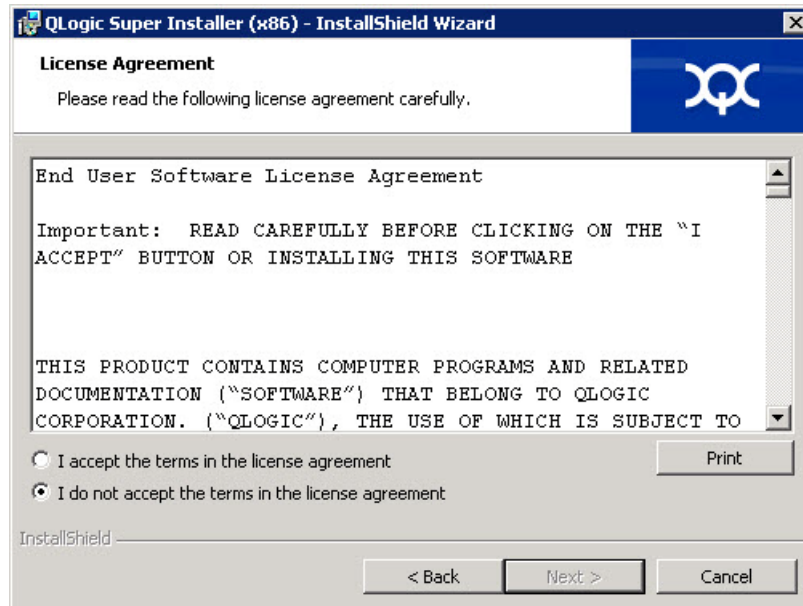 QLogic Super Installer (x86) - InstallShield Wizard
License Agreement
Please read the following license agreement carefully.
End User Software License Agreement
Important:  READ CAREFULLY BEFORE CLICKING ON THE “I
ACCEPT” BUTTON OR INSTALLING THIS SOFTWARE
THIS PRODUCT CONTAINS COMPUTER PROGRAMS AND RELATED
DOCUMENTATION (“SOFTWARE”) THAT BELONG TO QLOGIC
CORPORATION. (“QLOGIC”), THE USE OF WHICH IS SUBJECT TO
I accept the terms in the license agreement
Print
I do not accept the terms in the license agreement
InstallShield
< Back
Next >
Cancel